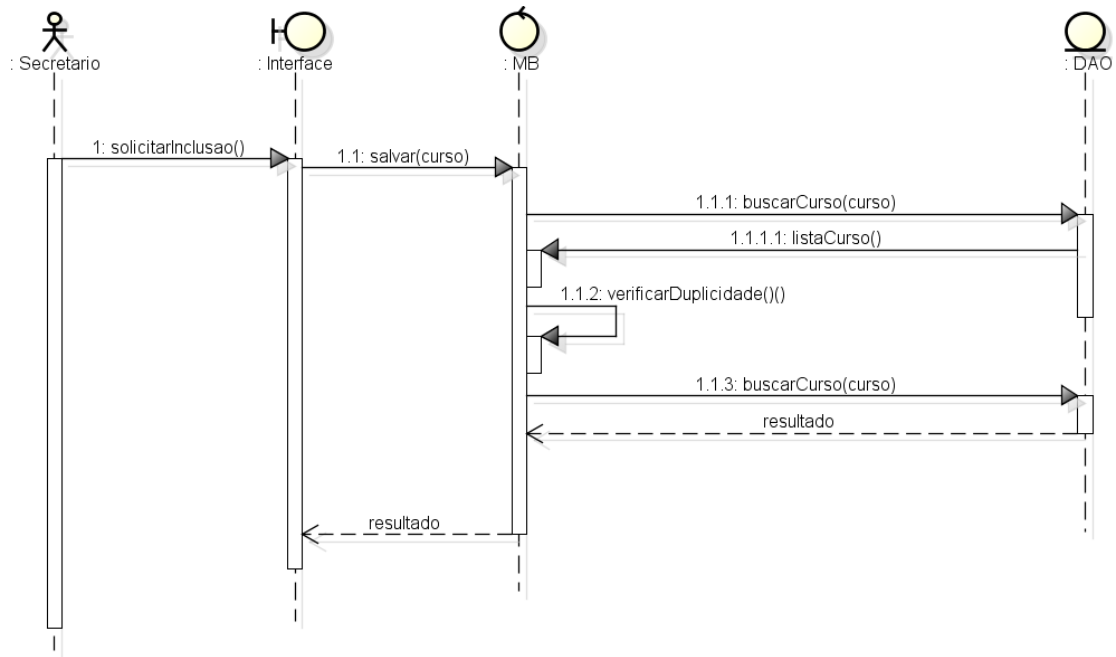 : Secretario
: Interface
: MB
: DAO
1: solicitarInclusao()
1.1: salvar(curso)
1.1.1: buscarCurso(curso)
1.1.1.1: listaCurso()
1.1.2: verificarDuplicidade()()
1.1.3: buscarCurso(curso)
resultado
resultado